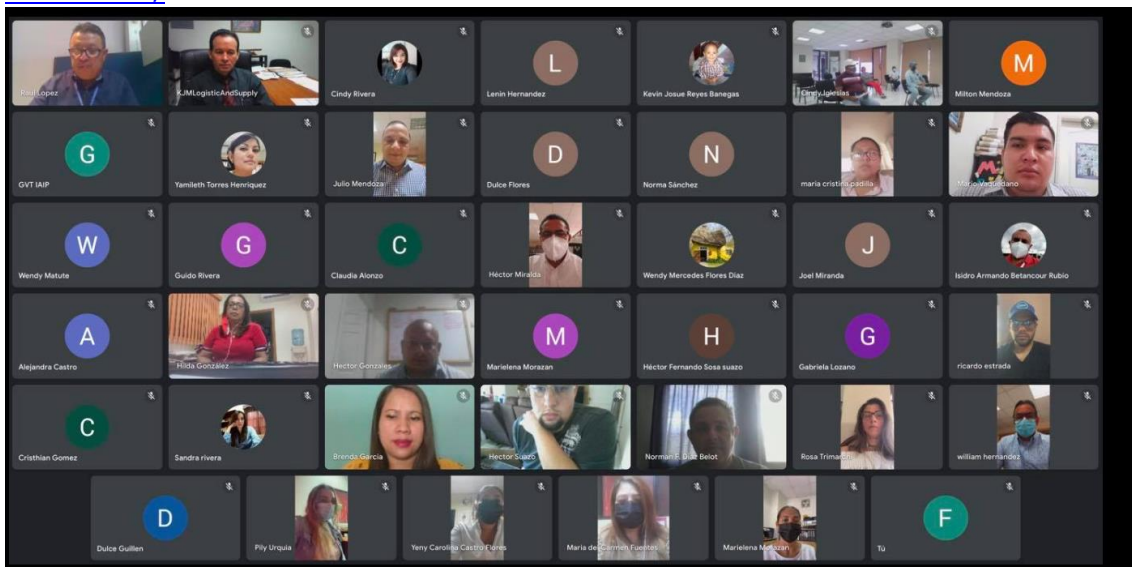 Raul Lopez
KJMLogisticAndSupply
Cindy Rivera
L
Lenin Hernandez
Kevin Josue Reyes Banegas
Cindy Iglesias
M
Milton Mendoza
G
GVT IAIP
Yamileth Torres Henriquez
Julio Mendoza
D
Dulce Flores
N
Norma Sánchez
maria cristina padilla
Mario Vaquedano
W
Wendy Matute
G
Guido Rivera
C
Claudia Alonzo
Héctor Miralda
Wendy Mercedes Flores Diaz
J
Joel Miranda
Isidro Armando Betancour Rubio
A
Alejandra Castro
Hilda González
Hector Gonzales
M
Marielena Morazan
H
Héctor Fernando Sosa suazo
G
Gabriela Lozano
ricardo estrada
C
Cristhian Gomez
Sandra rivera
Brenda Garcia
Hector Suazo
Norman F. Diaz Belot
Rosa Trimarchi
william hernandez
D
Dulce Guillen
Pily Urquia
Yeny Carolina Castro Flores
Maria del Carmen Fuentes
Marielena Morazan
F
Tú